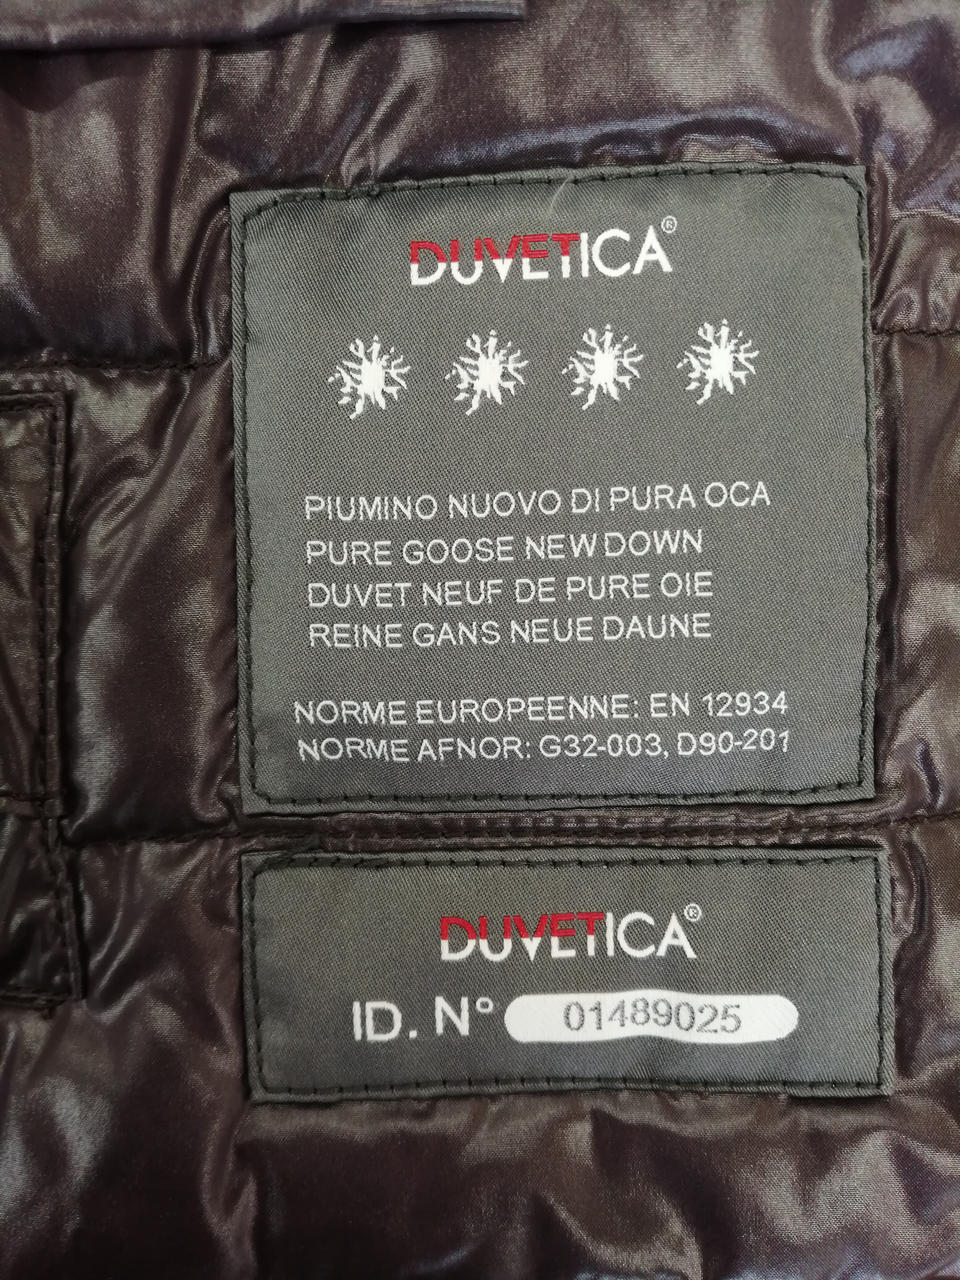 DUVETICA®
PIUMINO NUOVO DI PURA OCA
PURE GOOSE NEW DOWN
DUVET NEUF DE PURE OIE
REINE GANS NEUE DAUNE
NORME EUROPEENNE: EN 12934
NORME AFNOR: G32-003, D90-201
DUVETICA®
ID. N° 01489025